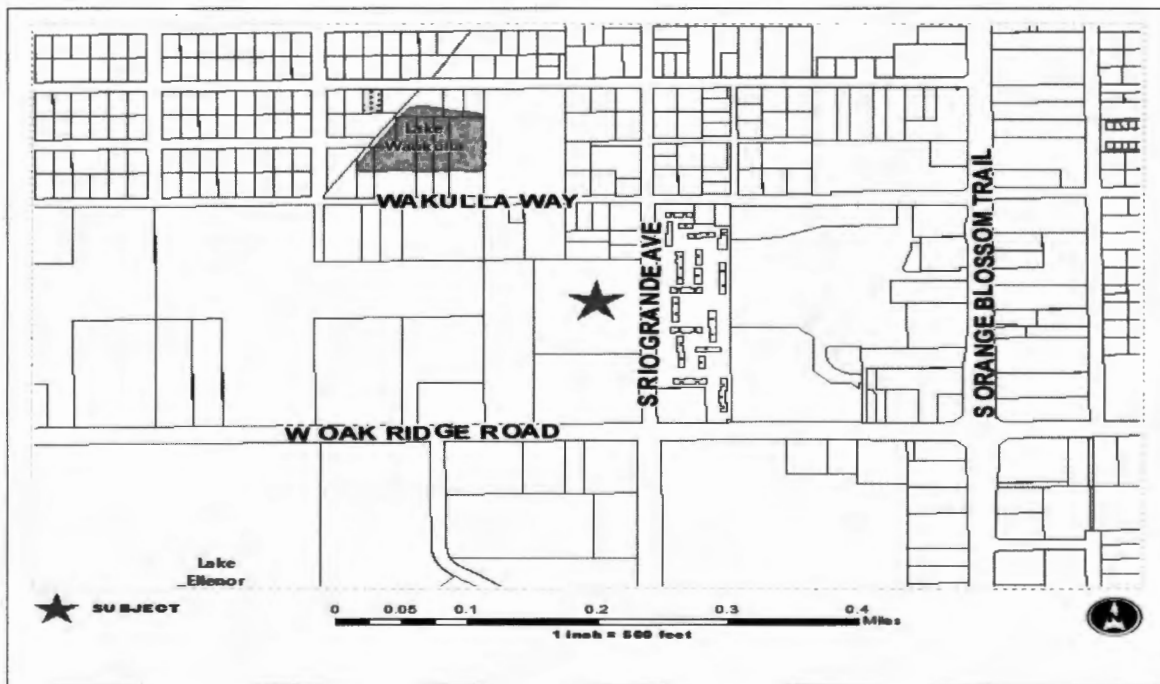 Lake
Waukulla
WAKULLA WAY
S RIO GRANDE AVE
S ORANGE BLOSSOM TRAIL
W OAK RIDGE ROAD
Lake
Ellenor
SUBJECT
0 0.05 0.1 0.2 0.3 0.4
Miles
1 inch = 500 feet
N